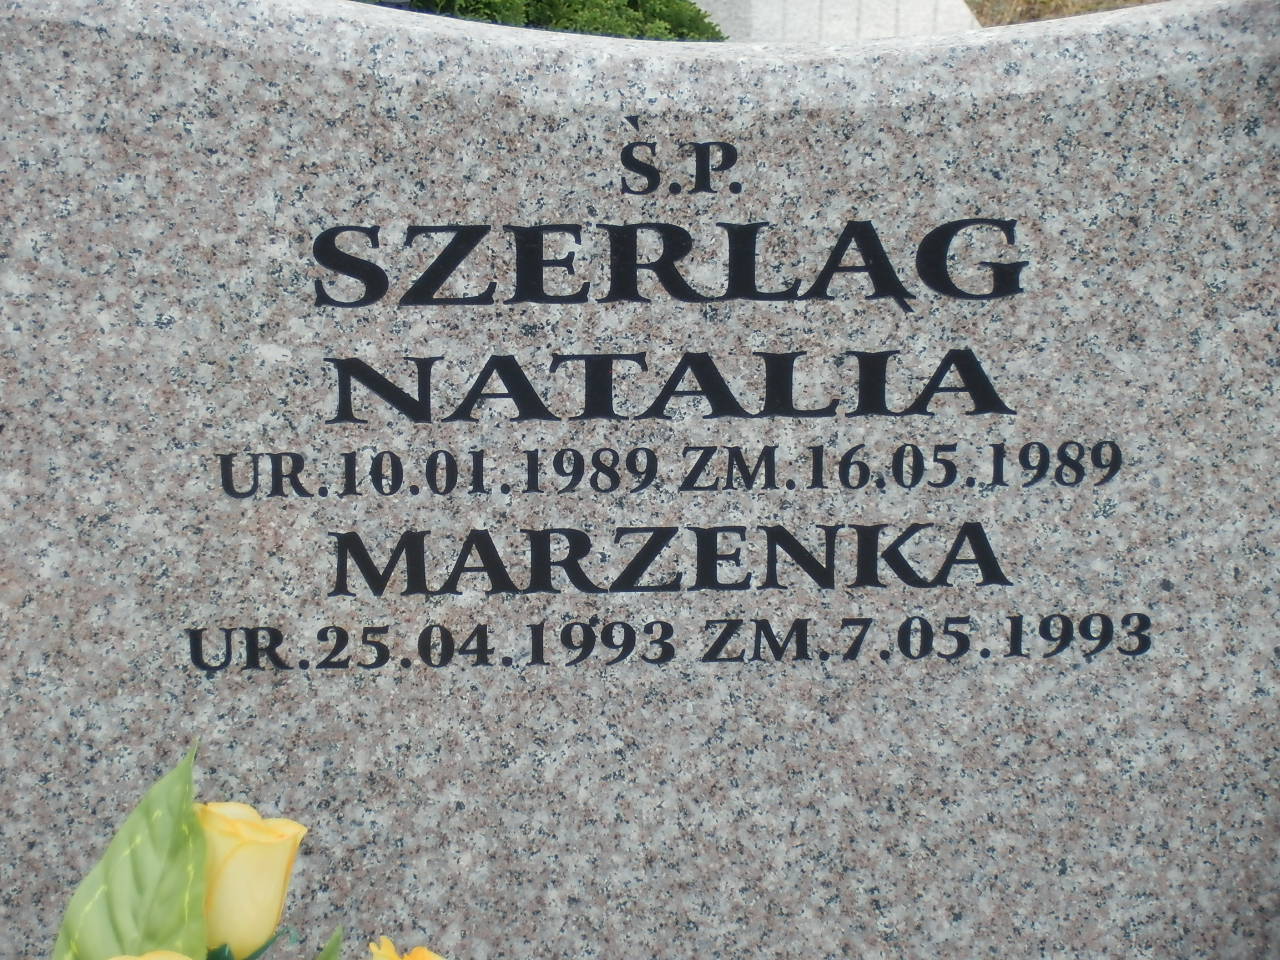 Ś.P.
SZERLĄG
NATALIA
UR.10.01.1989 ZM.16.05.1989
MARZENKA
UR.25.04.1993 ZM.7.05.1993